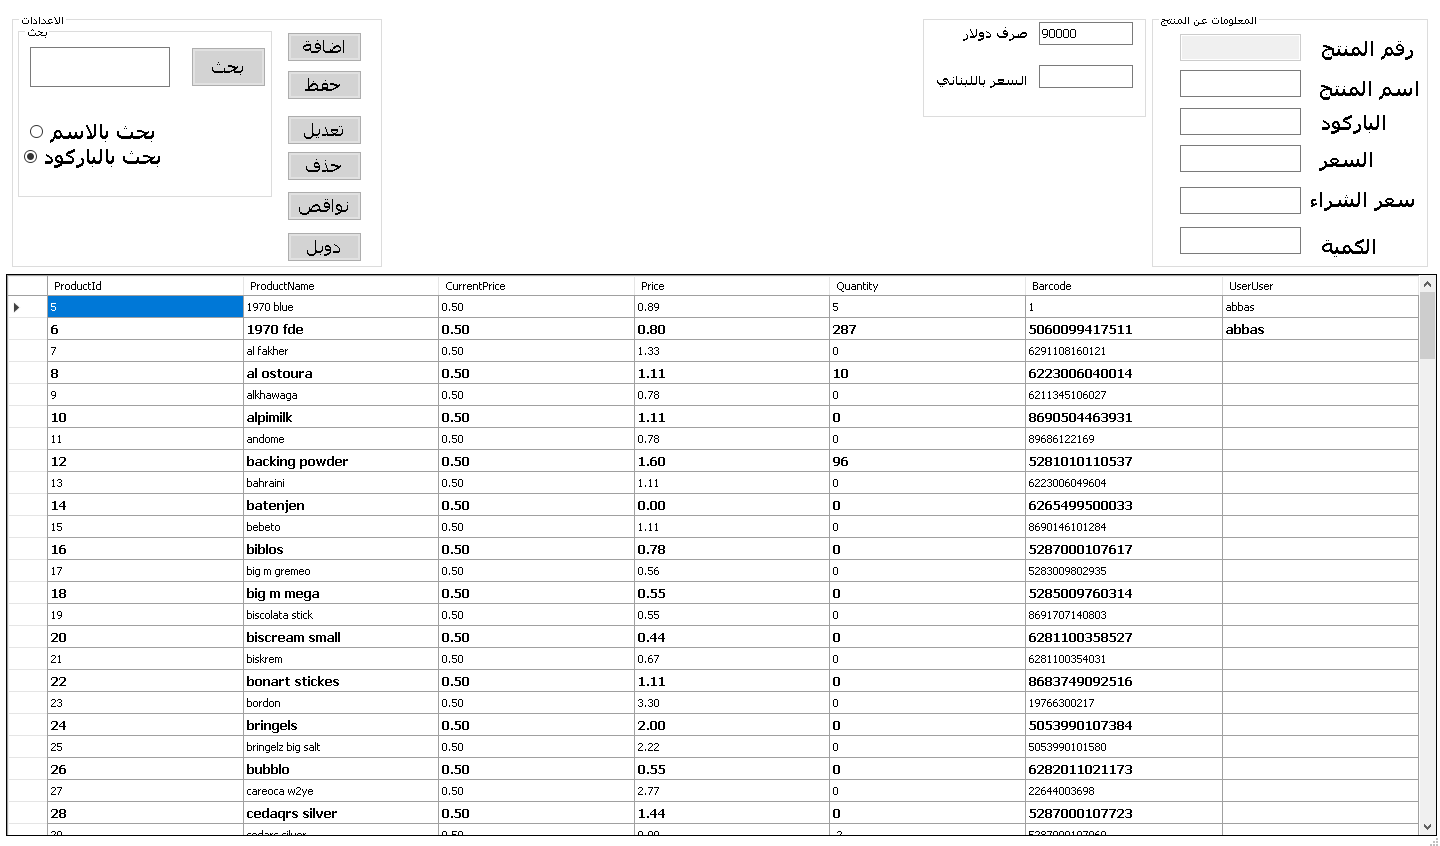 المعلومات عن المنتج
رقم المنتج
اسم المنتج
الباركود
السعر
سعر الشراء
الكمية
صرف دولار 90000
السعر باللبناني
الاعدادات
بحث
بحث
بحث بالاسم
بحث بالباركود
اضافة
حفظ
تعديل
حذف
نواقص
دوبل
ProductId ProductName CurrentPrice Price Quantity Barcode UserUser
5 1970 blue 0.50 0.89 5 1 abbas
6 1970 fde 0.50 0.80 287 5060099417511 abbas
7 al fakher 0.50 1.33 0 6291108160121
8 al ostoura 0.50 1.11 10 6223006040014
9 alkhawaga 0.50 0.78 0 6211345106027
10 alpimilk 0.50 1.11 0 8690504463931
11 andome 0.50 0.78 0 89686122169
12 backing powder 0.50 1.60 96 5281010110537
13 bahraini 0.50 1.11 0 6223006049604
14 batenjen 0.50 0.00 0 6265499500033
15 bebeto 0.50 1.11 0 8690146101284
16 biblos 0.50 0.78 0 5287000107617
17 big m gremeo 0.50 0.56 0 5283009802935
18 big m mega 0.50 0.55 0 5285009760314
19 biscolata stick 0.50 0.55 0 8691707140803
20 biscream small 0.50 0.44 0 6281100358527
21 biskrem 0.50 0.67 0 6281100354031
22 bonart stickes 0.50 1.11 0 8683749092516
23 bordon 0.50 3.30 0 19766300217
24 bringels 0.50 2.00 0 5053990107384
25 bringelz big salt 0.50 2.22 0 5053990101580
26 bubblo 0.50 0.55 0 6282011021173
27 careoca w2ye 0.50 2.77 0 22644003698
28 cedaqrs silver 0.50 1.44 0 5287000107723